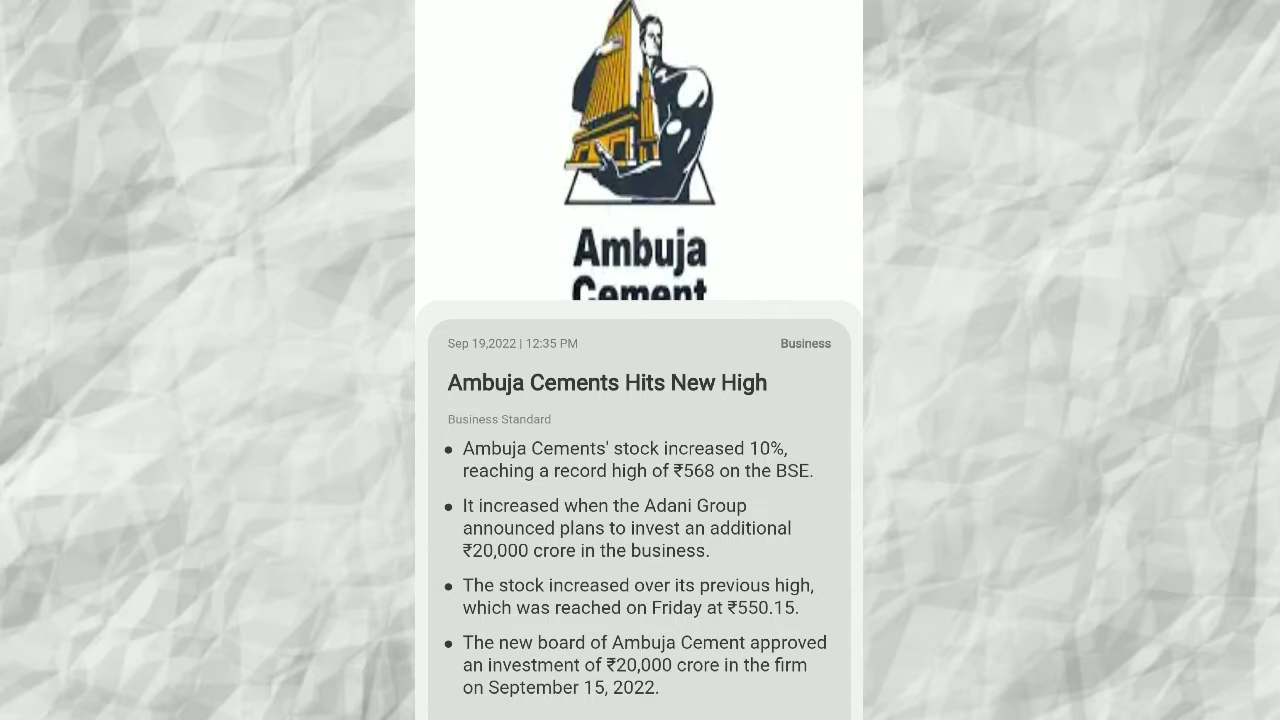 Ambuja
Cement
Sep 19,2022 | 12:35 PM
Business
Ambuja Cements Hits New High
Business Standard
• Ambuja Cements' stock increased 10%,
reaching a record high of ₹568 on the BSE.
• It increased when the Adani Group
announced plans to invest an additional
₹20,000 crore in the business.
• The stock increased over its previous high,
which was reached on Friday at ₹550.15.
• The new board of Ambuja Cement approved
an investment of ₹20,000 crore in the firm
on September 15, 2022.